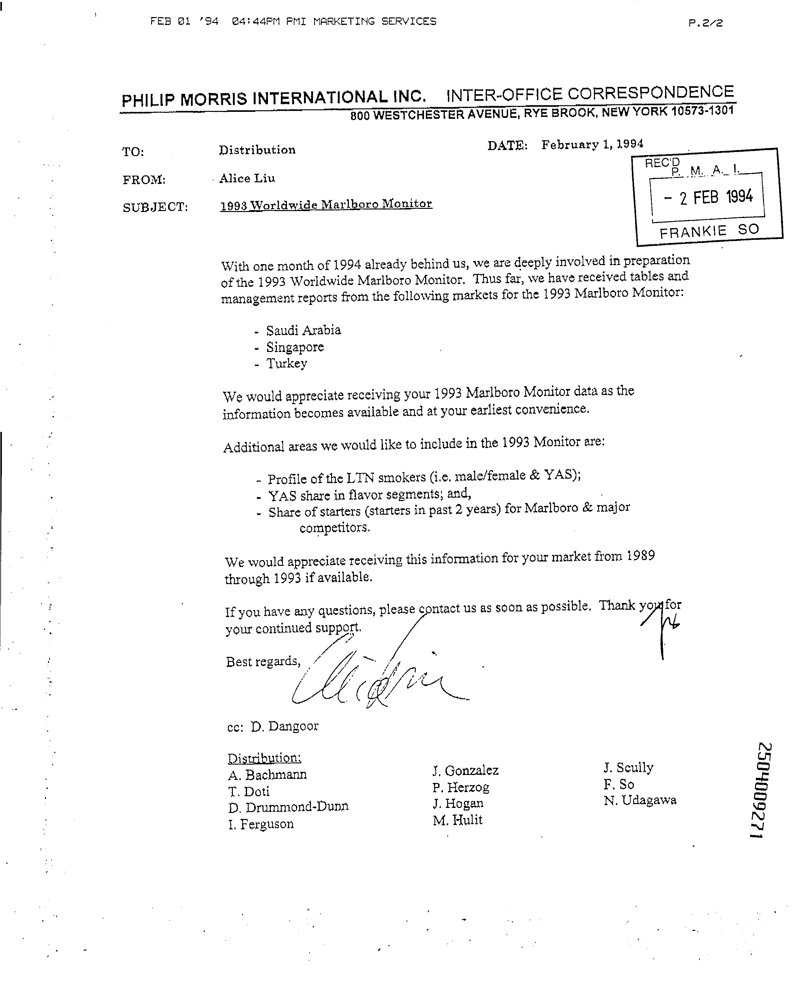 FEB 01 '94 04:44PM PMI MARKETING SERVICES P.2/2
PHILIP MORRIS INTERNATIONAL INC. INTER-OFFICE CORRESPONDENCE
800 WESTCHESTER AVENUE, RYE BROOK, NEW YORK 10573-1301
TO: Distribution DATE: February 1, 1994
FROM: Alice Liu
SUBJECT: 1993 Worldwide Marlboro Monitor
REC'D
P. M. A. I.
- 2 FEB 1994
FRANKIE SO
With one month of 1994 already behind us, we are deeply involved in preparation
of the 1993 Worldwide Marlboro Monitor. Thus far, we have received tables and
management reports from the following markets for the 1993 Marlboro Monitor:
- Saudi Arabia
- Singapore
- Turkey
We would appreciate receiving your 1993 Marlboro Monitor data as the
information becomes available and at your earliest convenience.
Additional areas we would like to include in the 1993 Monitor are:
- Profile of the LTN smokers (i.e. male/female & YAS);
- YAS share in flavor segments; and,
- Share of starters (starters in past 2 years) for Marlboro & major
competitors.
We would appreciate receiving this information for your market from 1989
through 1993 if available.
If you have any questions, please contact us as soon as possible. Thank you for
your continued support.
Best regards,
cc: D. Dangoor
Distribution:
A. Bachmann
T. Doti
D. Drummond-Dunn
I. Ferguson
J. Gonzalez
P. Herzog
J. Hogan
M. Hulit
J. Scully
F. So
N. Udagawa
2504009271